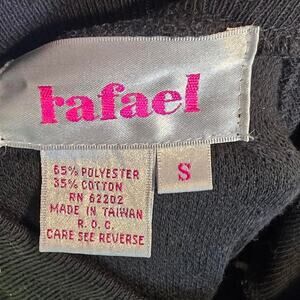 rafael
65% POLYESTER
35% COTTON
RN 62202
MADE IN TAIWAN
R. O. C.
CARE SEE REVERSE
S